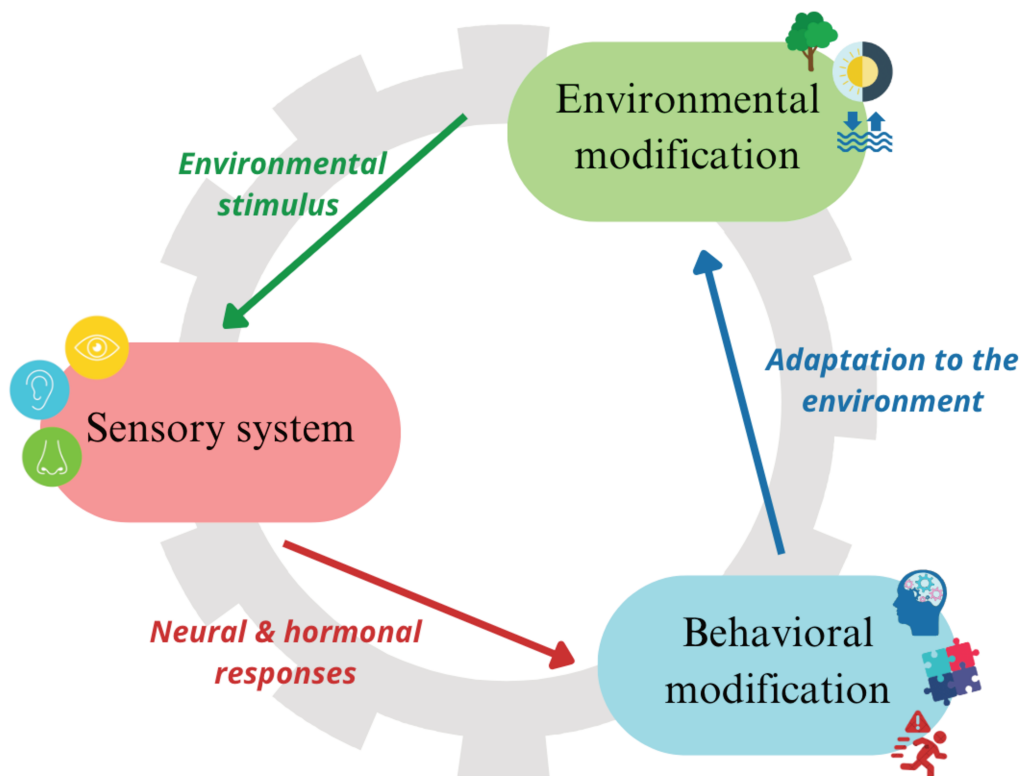 Environmental
modification
Environmental
stimulus
Adaptation to the
environment
Sensory system
Neural & hormonal
responses
Behavioral
modification